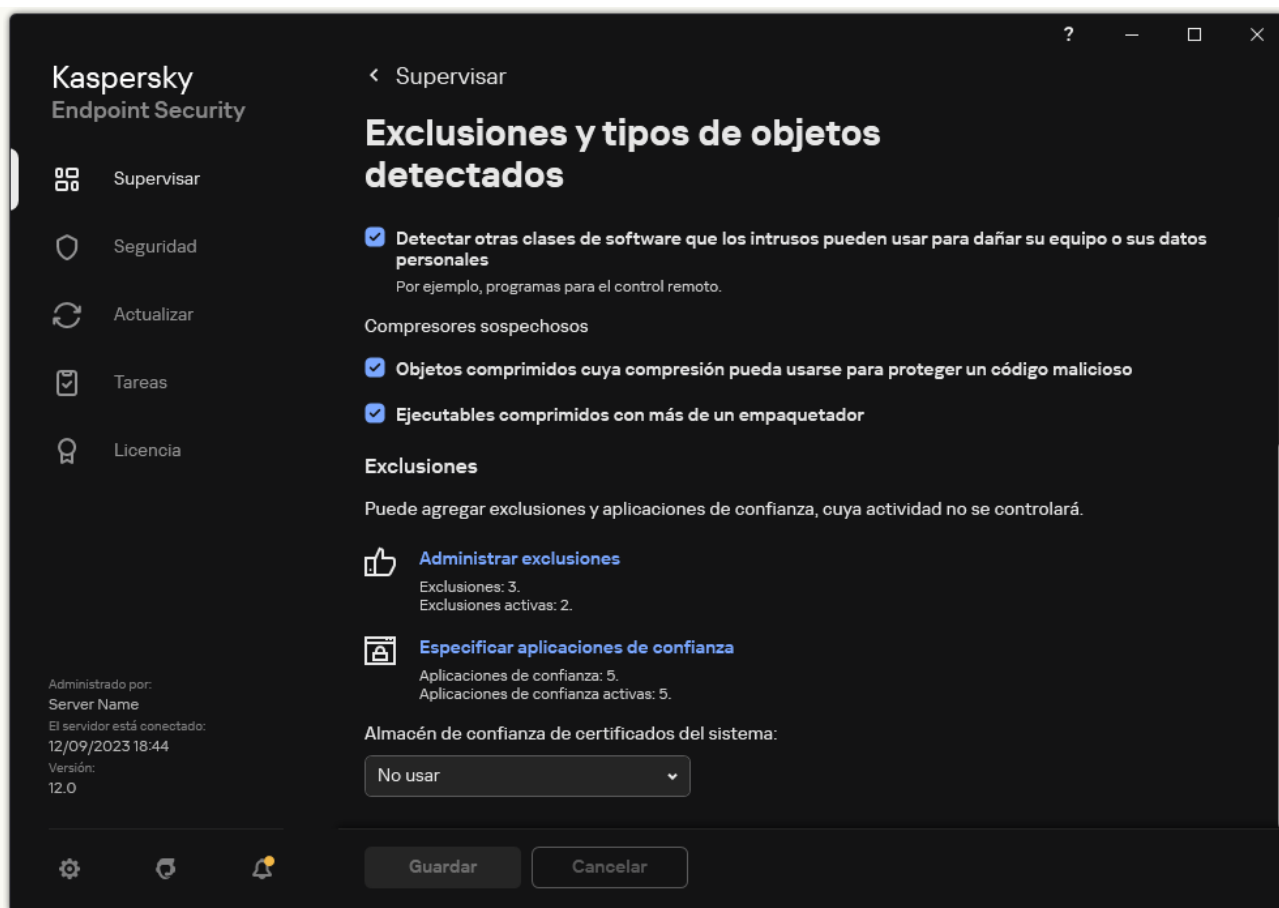 ?
Kaspersky
Endpoint Security
Supervisar
Seguridad
Actualizar
Tareas
Licencia
Administrado por:
Server Name
El servidor está conectado:
12/09/2023 18:44
Versión:
12.0
Supervisar
Exclusiones y tipos de objetos
detectados
Detectar otras clases de software que los intrusos pueden usar para dañar su equipo o sus datos
personales
Por ejemplo, programas para el control remoto.
Compresores sospechosos
Objetos comprimidos cuya compresión pueda usarse para proteger un código malicioso
Ejecutables comprimidos con más de un empaquetador
Exclusiones
Puede agregar exclusiones y aplicaciones de confianza, cuya actividad no se controlará.
Administrar exclusiones
Exclusiones: 3.
Exclusiones activas: 2.
Especificar aplicaciones de confianza
Aplicaciones de confianza: 5.
Aplicaciones de confianza activas: 5.
Almacén de confianza de certificados del sistema:
No usar
Guardar
Cancelar